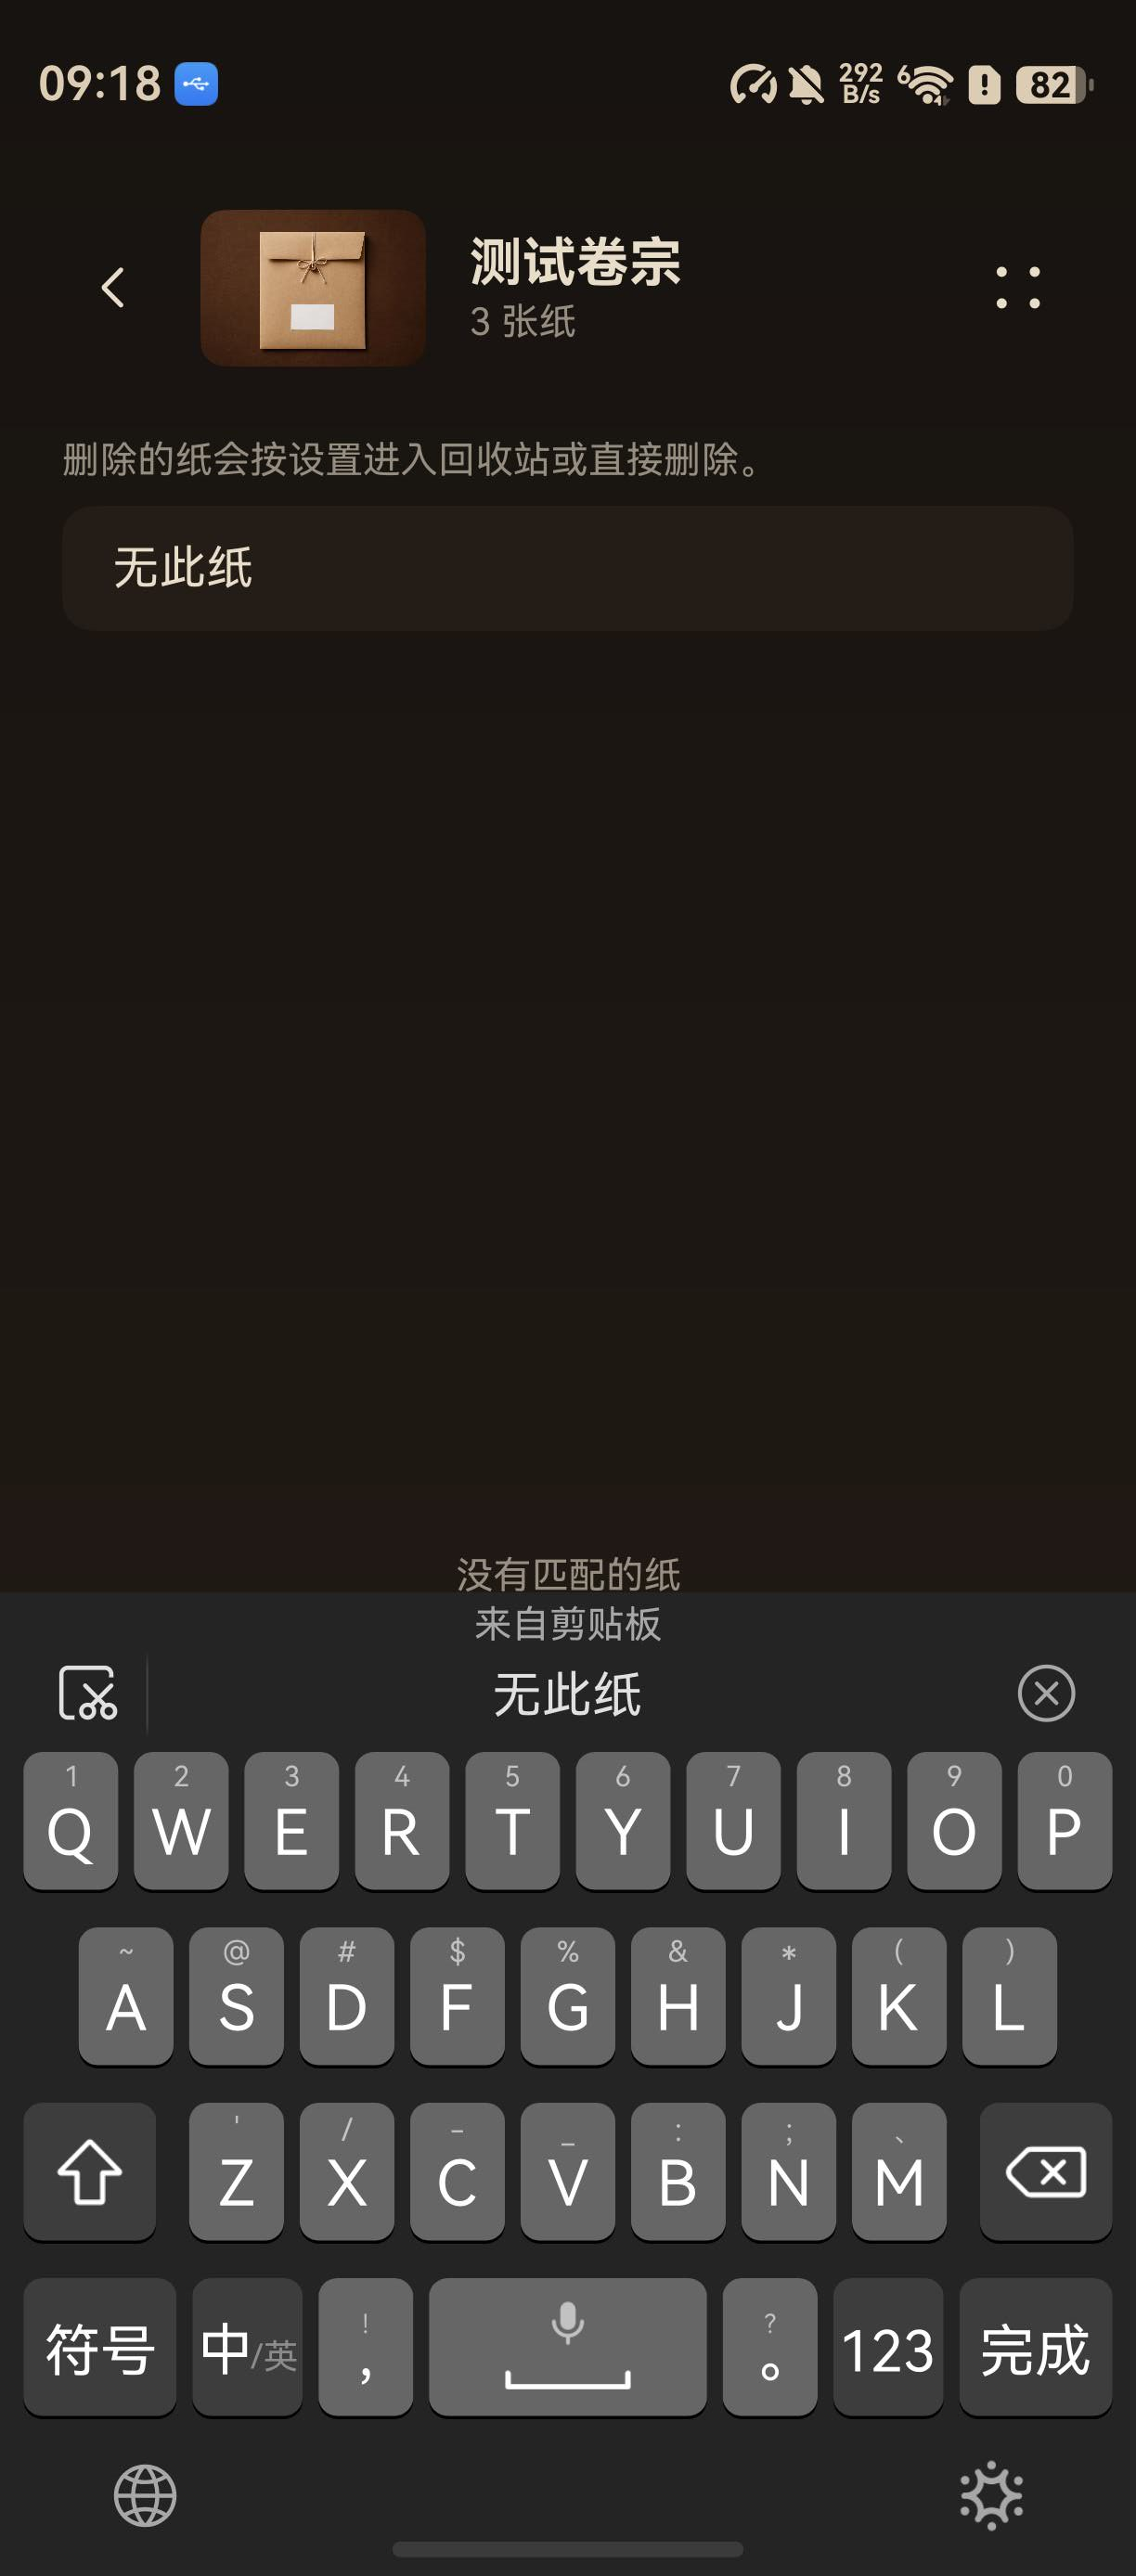 09:18
292
B/s
6
82
测试卷宗
3 张纸
删除的纸会按设置进入回收站或直接删除。
无此纸
没有匹配的纸
来自剪贴板
无此纸
1 2 3 4 5 6 7 8 9 0
Q W E R T Y U I O P
~ @ # $ % & * ( )
A S D F G H J K L
' / - _ : ; 、
Z X C V B N M
! ?
符号 中/英 , 。 123 完成